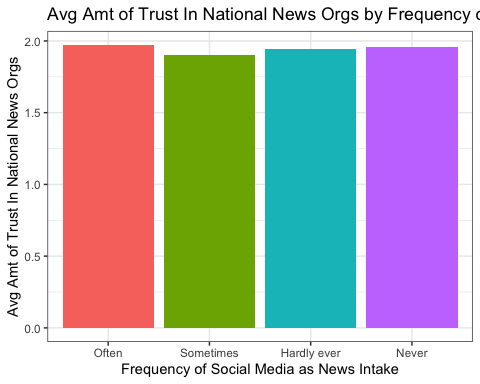 Avg Amt of Trust In National News Orgs by Frequency
Avg Amt of Trust In National News Orgs
2.0
1.5
1.0
0.5
0.0
Often Sometimes Hardly ever Never
Frequency of Social Media as News Intake